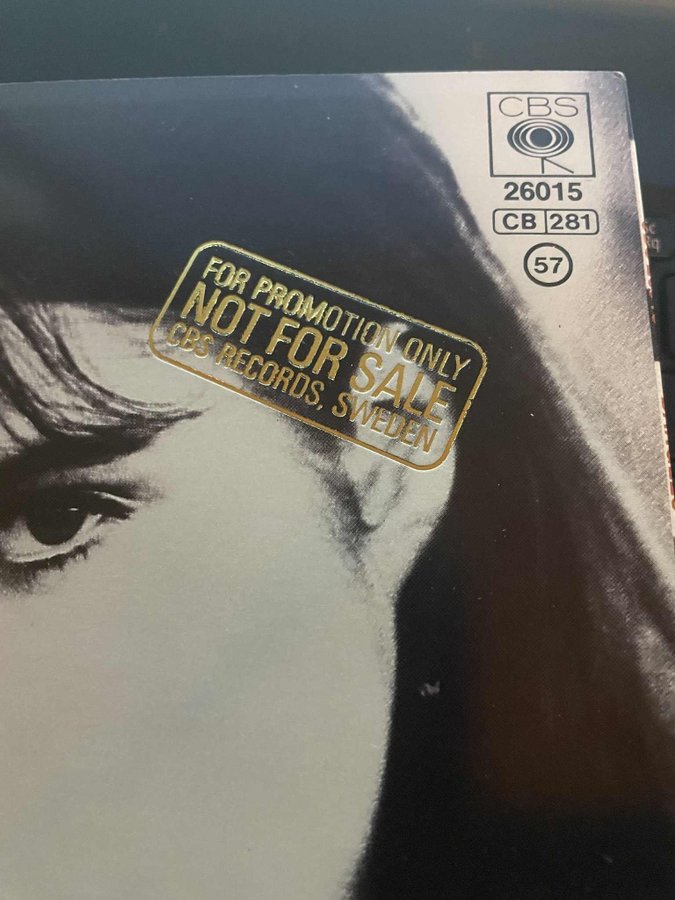 CBS
26015
CB 281
57
FOR PROMOTION ONLY
NOT FOR SALE
CBS RECORDS, SWEDEN